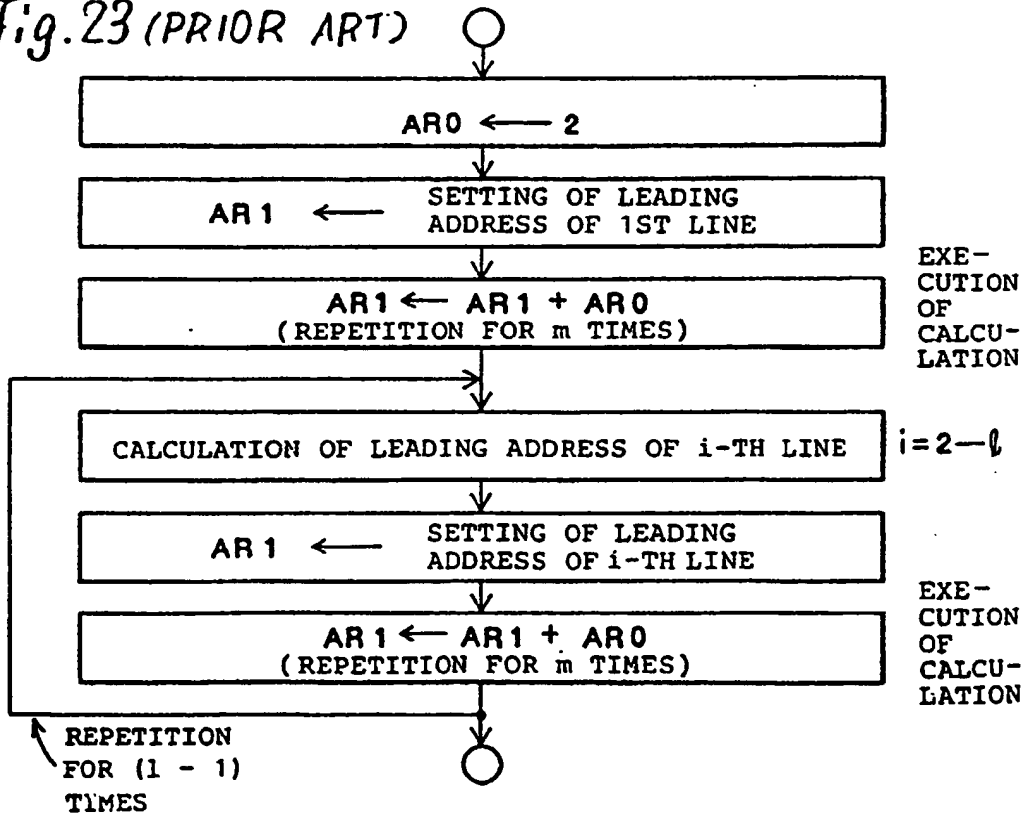 Fig.23 (PRIOR ART)
AR0 ← 2
AR1 ← SETTING OF LEADING
ADDRESS OF 1ST LINE
EXE-
CUTION
OF
CALCU-
LATION
AR1 ← AR1 + AR0
(REPETITION FOR m TIMES)
CALCULATION OF LEADING ADDRESS OF i-TH LINE
i=2—ℓ
AR1 ← SETTING OF LEADING
ADDRESS OF i-TH LINE
EXE-
CUTION
OF
CALCU-
LATION
AR1 ← AR1 + AR0
(REPETITION FOR m TIMES)
REPETITION
FOR (1 - 1)
TIMES